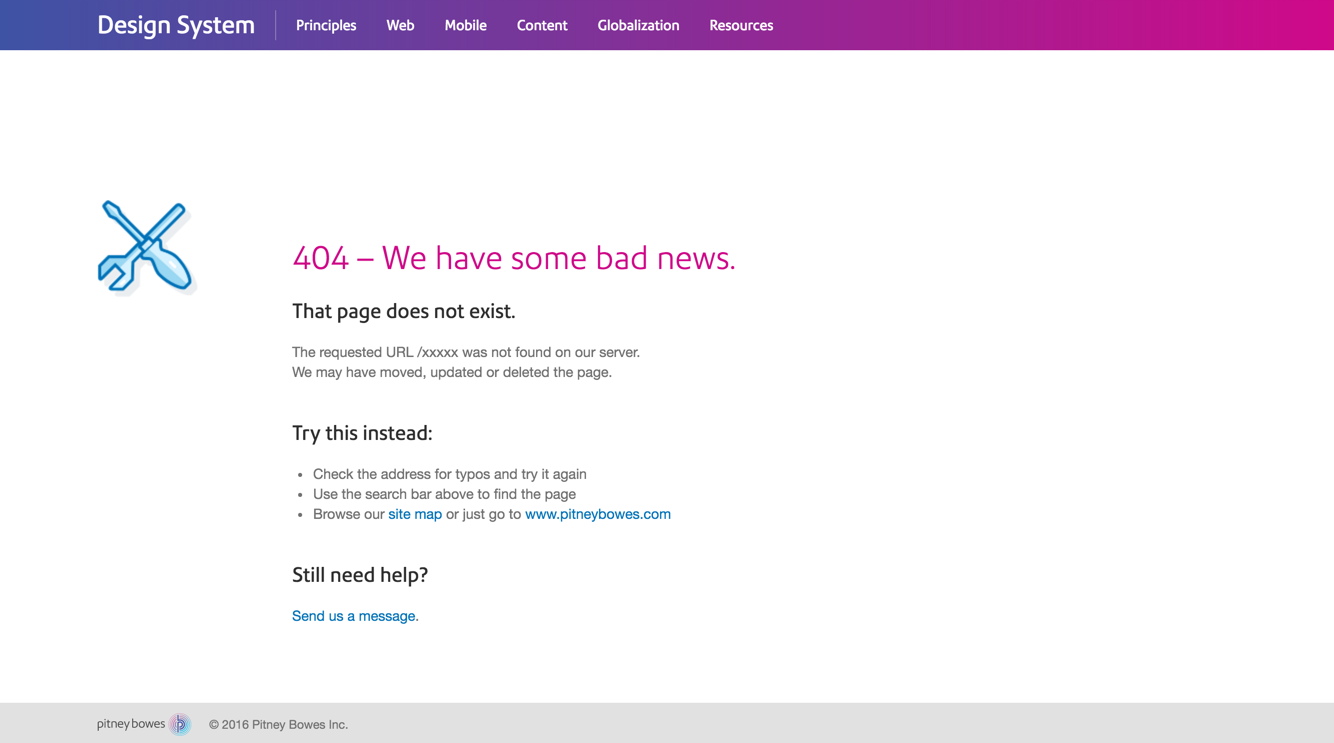 Design System
Principles
Web
Mobile
Content
Globalization
Resources
404 – We have some bad news.
That page does not exist.
The requested URL /xxxxx was not found on our server.
We may have moved, updated or deleted the page.
Try this instead:
• Check the address for typos and try it again
• Use the search bar above to find the page
• Browse our site map or just go to www.pitneybowes.com
Still need help?
Send us a message.
pitney bowes
© 2016 Pitney Bowes Inc.